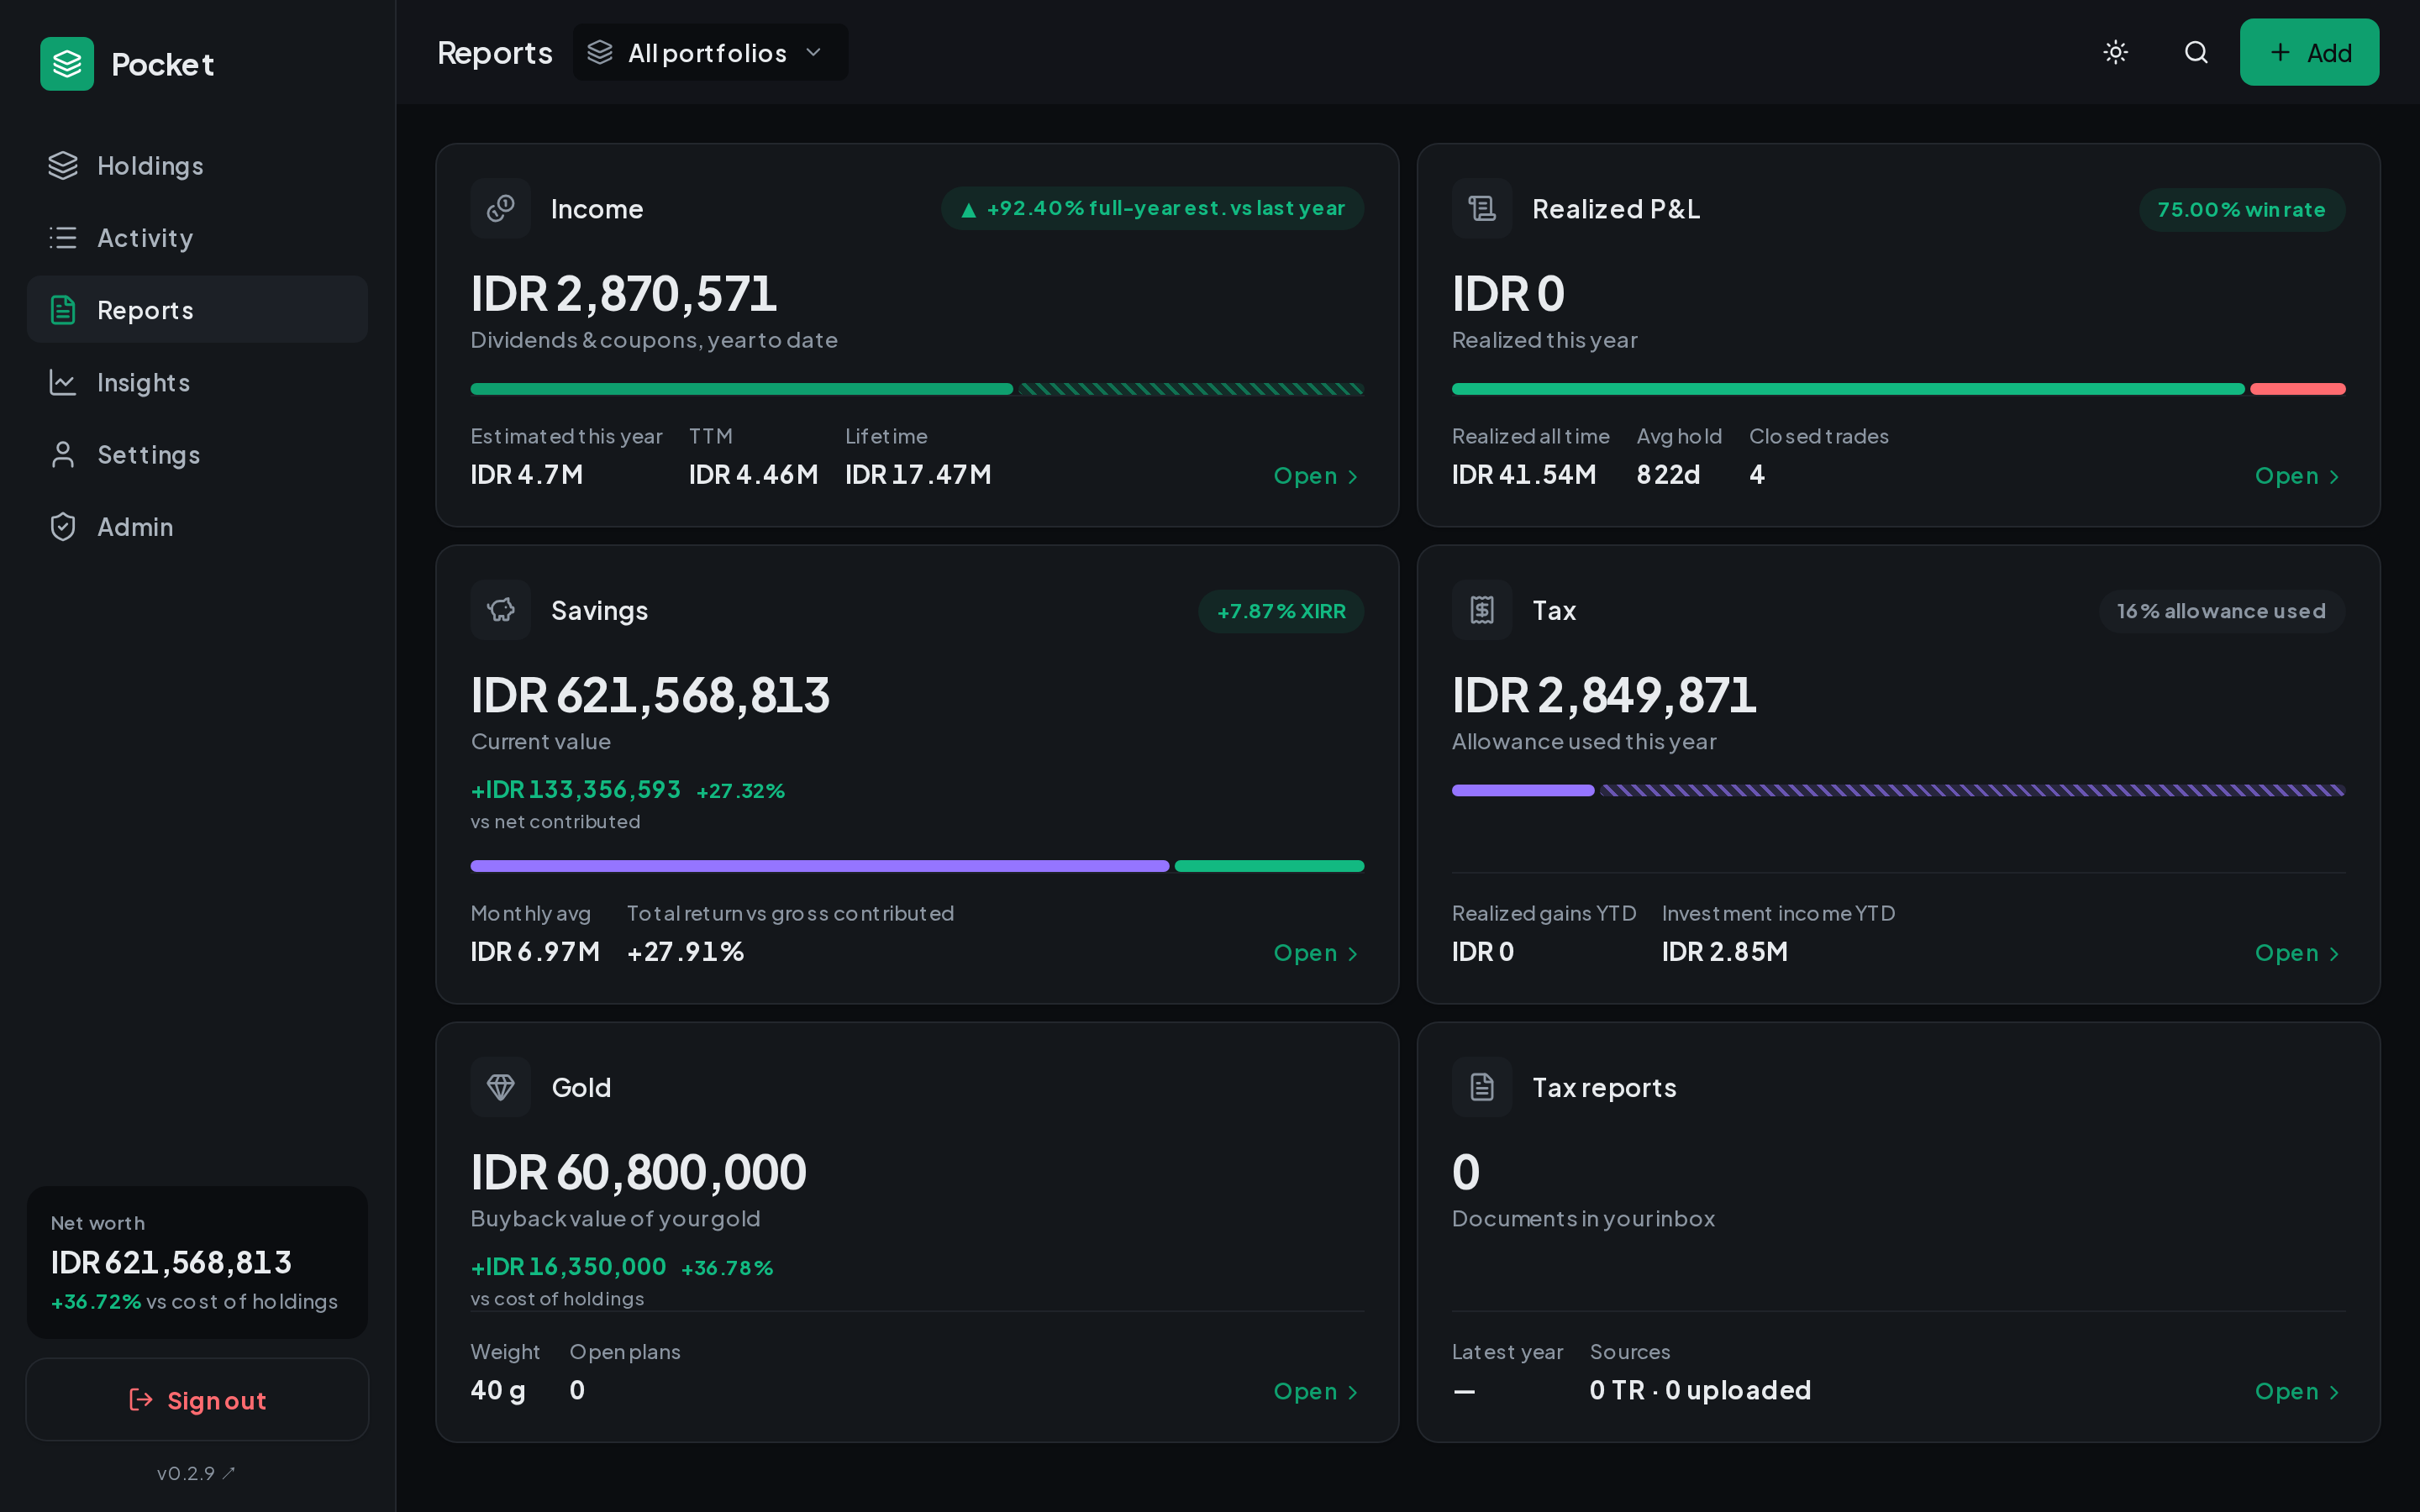 Pocket
Holdings
Activity
Reports
Insights
Settings
Admin
Net worth
IDR 621,568,813
+36.72% vs cost of holdings
Sign out
v0.2.9 ↗
Reports
All portfolios
Add
Income
▲ +92.40% full-year est. vs last year
IDR 2,870,571
Dividends & coupons, year to date
Estimated this year TTM Lifetime
IDR 4.7M IDR 4.46M IDR 17.47M
Open
Realized P&L
75.00% win rate
IDR 0
Realized this year
Realized all time Avg hold Closed trades
IDR 41.54M 822d 4
Open
Savings
+7.87% XIRR
IDR 621,568,813
Current value
+IDR 133,356,593 +27.32%
vs net contributed
Monthly avg Total return vs gross contributed
IDR 6.97M +27.91%
Open
Tax
16% allowance used
IDR 2,849,871
Allowance used this year
Realized gains YTD Investment income YTD
IDR 0 IDR 2.85M
Open
Gold
IDR 60,800,000
Buyback value of your gold
+IDR 16,350,000 +36.78%
vs cost of holdings
Weight Open plans
40 g 0
Open
Tax reports
0
Documents in your inbox
Latest year Sources
— 0 TR · 0 uploaded
Open